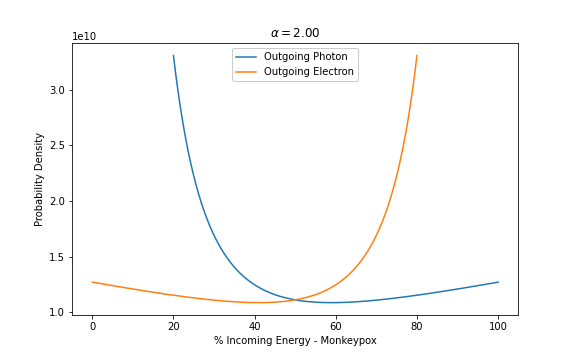 α = 2.00
1e10
Outgoing Photon
Outgoing Electron
3.0
2.5
2.0
1.5
1.0
Probability Density
0 20 40 60 80 100
% Incoming Energy - Monkeypox